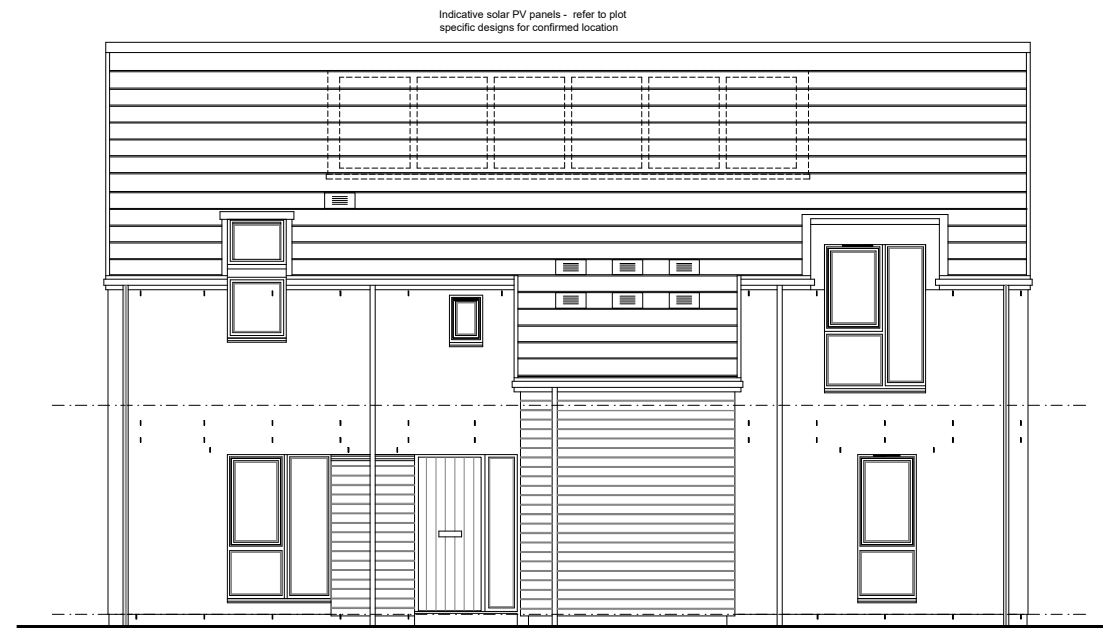 Indicative solar PV panels - refer to plot
specific designs for confirmed location